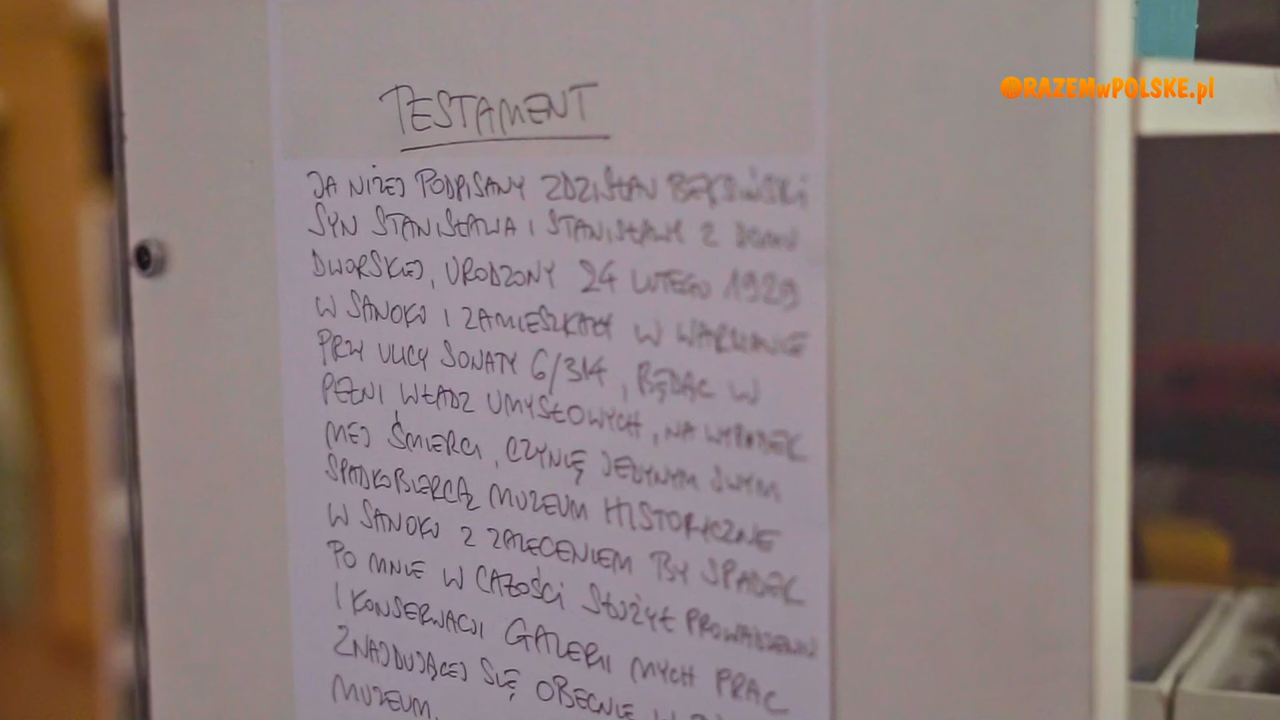 ORAZEMwPOLSKE.pl
TESTAMENT
JA NIŻEJ PODPISANY ZDZISŁAW BEKSIŃSKI
SYN STANISŁAWA I STANISŁAWY Z DOMU
DWORSKIEJ, URODZONY 24 LUTEGO 1929
W SANOKU I ZAMIESZKAŁY W WARSZAWIE
PRZY ULICY SONATY 6/314, BĘDĄC W
PEŁNI WŁADZ UMYSŁOWYCH, NA WYPADEK
MEJ ŚMIERCI, CZYNIĘ JEDYNYM SWYM
SPADKOBIERCĄ MUZEUM HISTORYCZNE
W SANOKU Z ZALECENIEM BY SPADEK
PO MNIE W CAŁOŚCI SŁUŻYŁ PROWADZENIU
I KONSERWACJI GALERII MYCH PRAC
ZNAJDUJĄCEJ SIĘ OBECNIE W
MUZEUM.